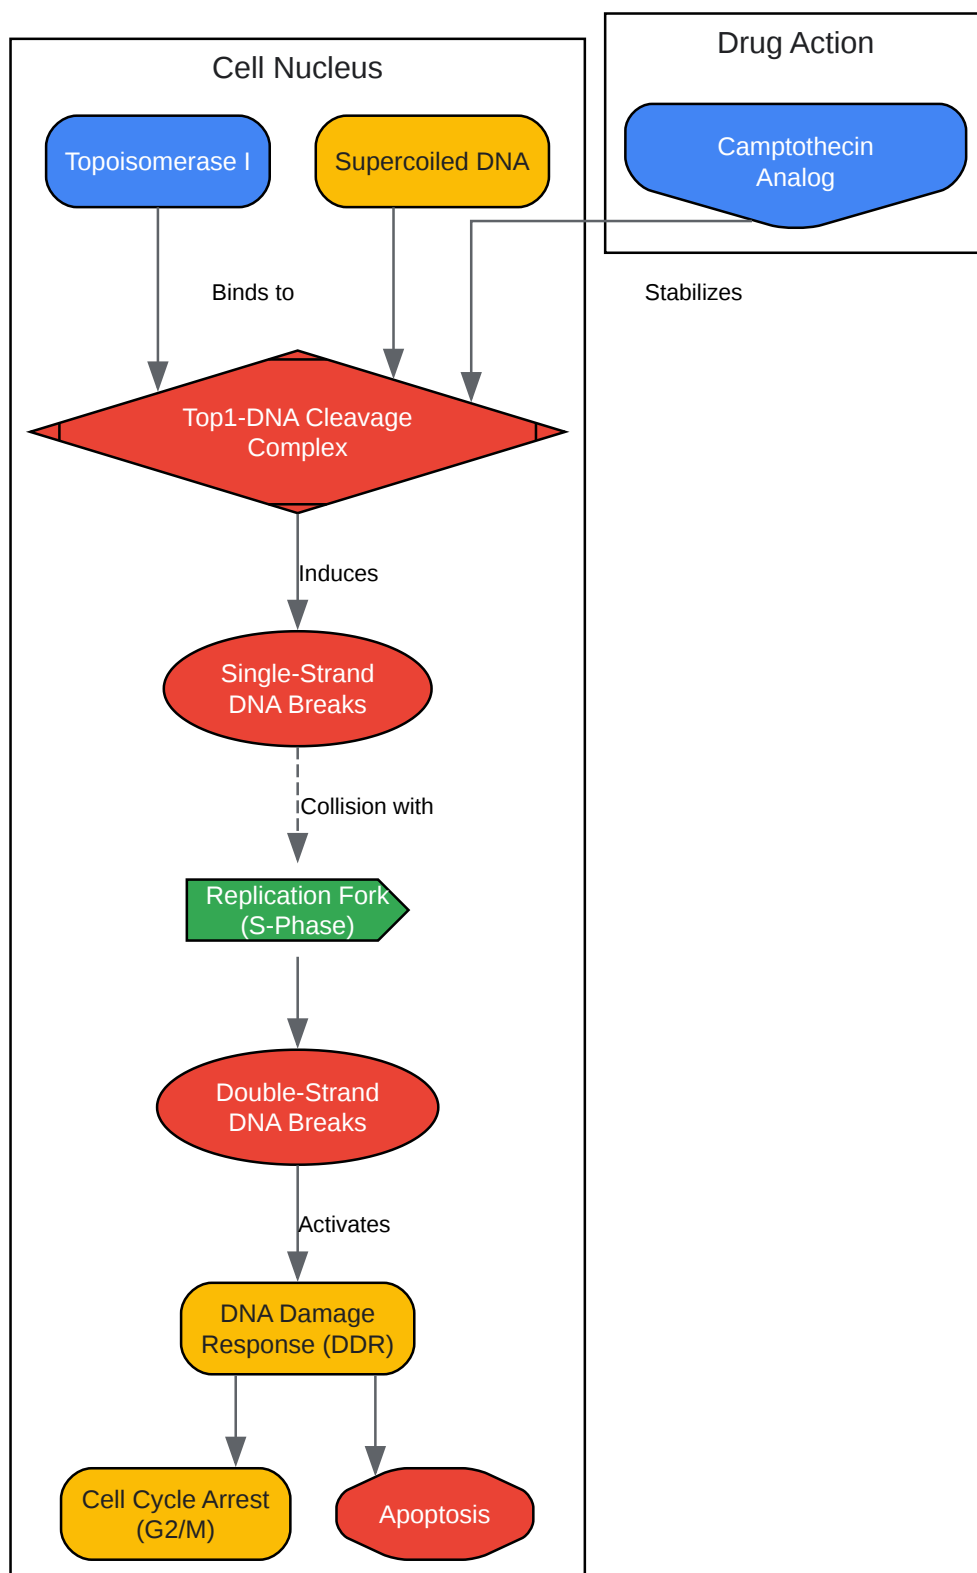 Drug Action
Cell Nucleus
Topoisomerase I
Supercoiled DNA
Camptothecin
Analog
Binds to
Stabilizes
Top1-DNA Cleavage
Complex
Induces
Single-Strand
DNA Breaks
Collision with
Replication Fork
(S-Phase)
Double-Strand
DNA Breaks
Activates
DNA Damage
Response (DDR)
Cell Cycle Arrest
(G2/M)
Apoptosis